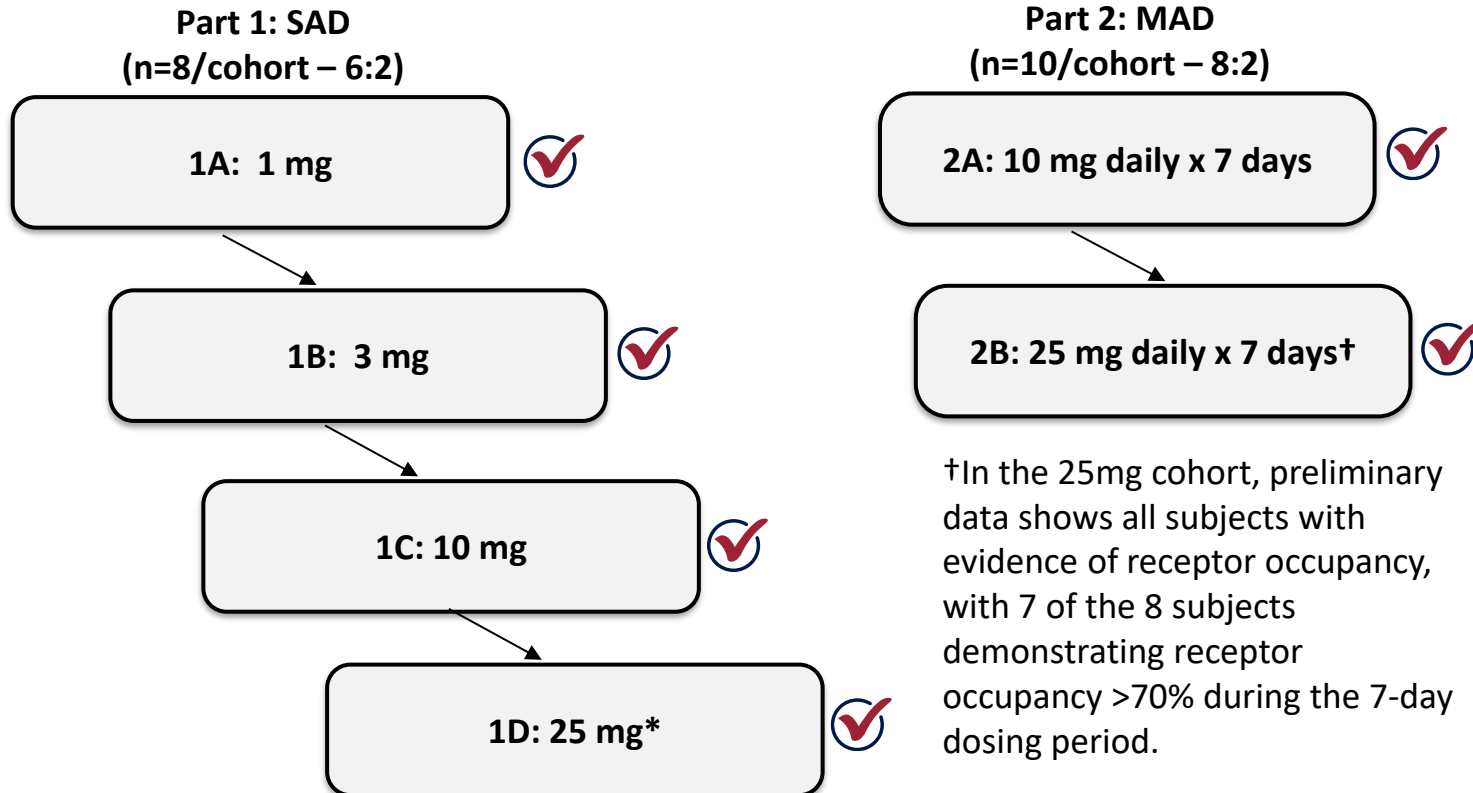 Part 1: SAD
(n=8/cohort – 6:2)
1A:  1 mg
1B:  3 mg
1C: 10 mg
1D: 25 mg*
Part 2: MAD
(n=10/cohort – 8:2)
2A: 10 mg daily x 7 days
2B: 25 mg daily x 7 days†
†In the 25mg cohort, preliminary
data shows all subjects with
evidence of receptor occupancy,
with 7 of the 8 subjects
demonstrating receptor
occupancy >70% during the 7-day
dosing period.